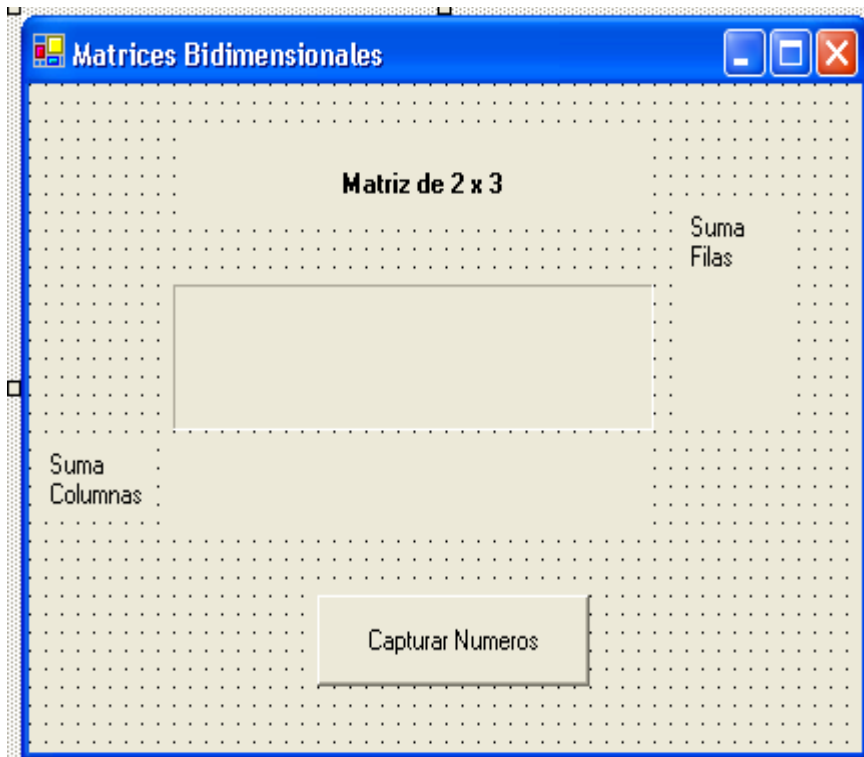 Matrices Bidimensionales
Matriz de 2 x 3
Suma
Filas
Suma
Columnas
Capturar Numeros